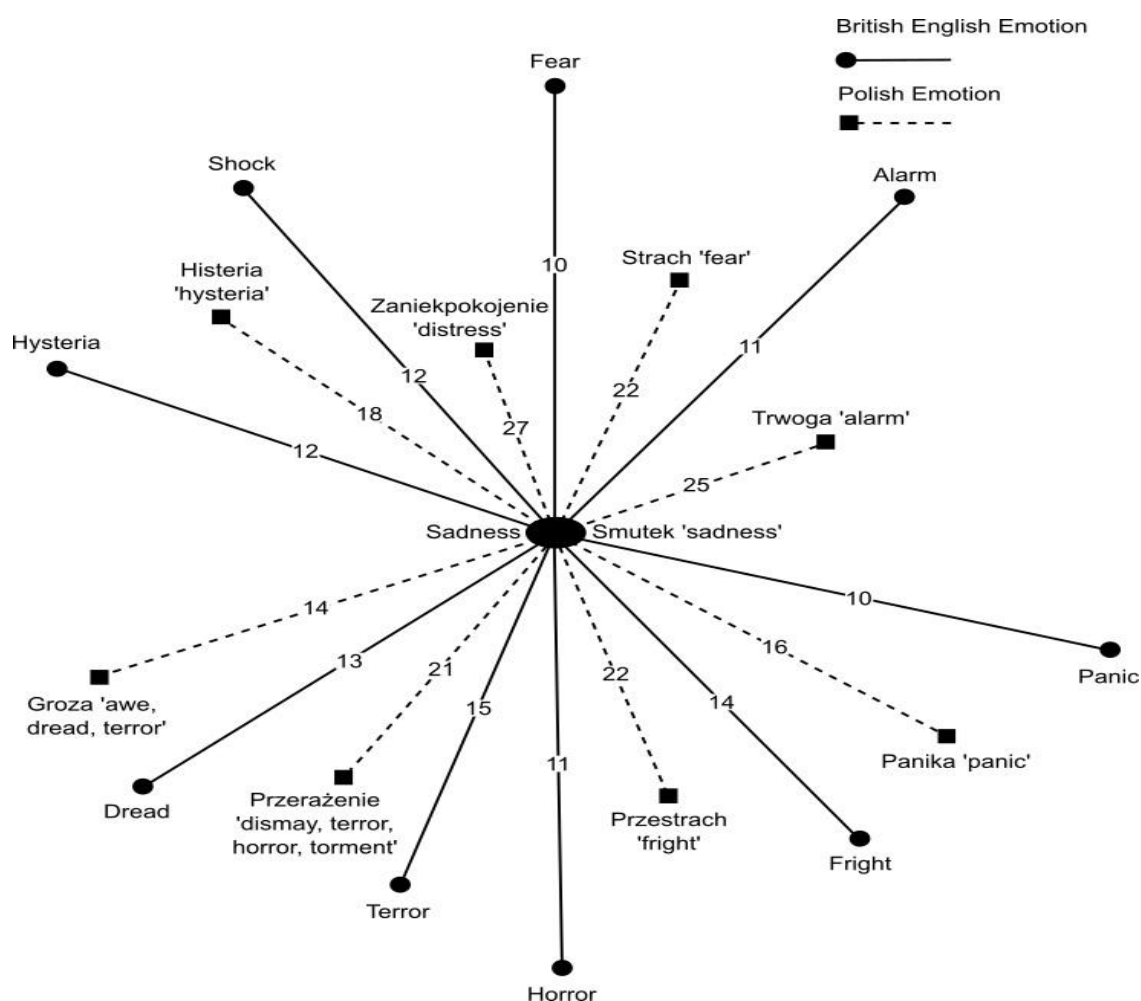 British English Emotion
Polish Emotion
Fear
Shock
Alarm
Histeria
'hysteria'
Strach 'fear'
10
Zaniekpokojenie
'distress'
Hysteria
11
12
22
18
27
Trwoga 'alarm'
12
25
Sadness
Smutek 'sadness'
14
10
13
21
16
22
Panic
15
14
Groza 'awe,
dread, terror'
11
Panika 'panic'
Dread
Przerażenie
'dismay, terror,
horror, torment'
Przestrach
'fright'
Fright
Terror
Horror